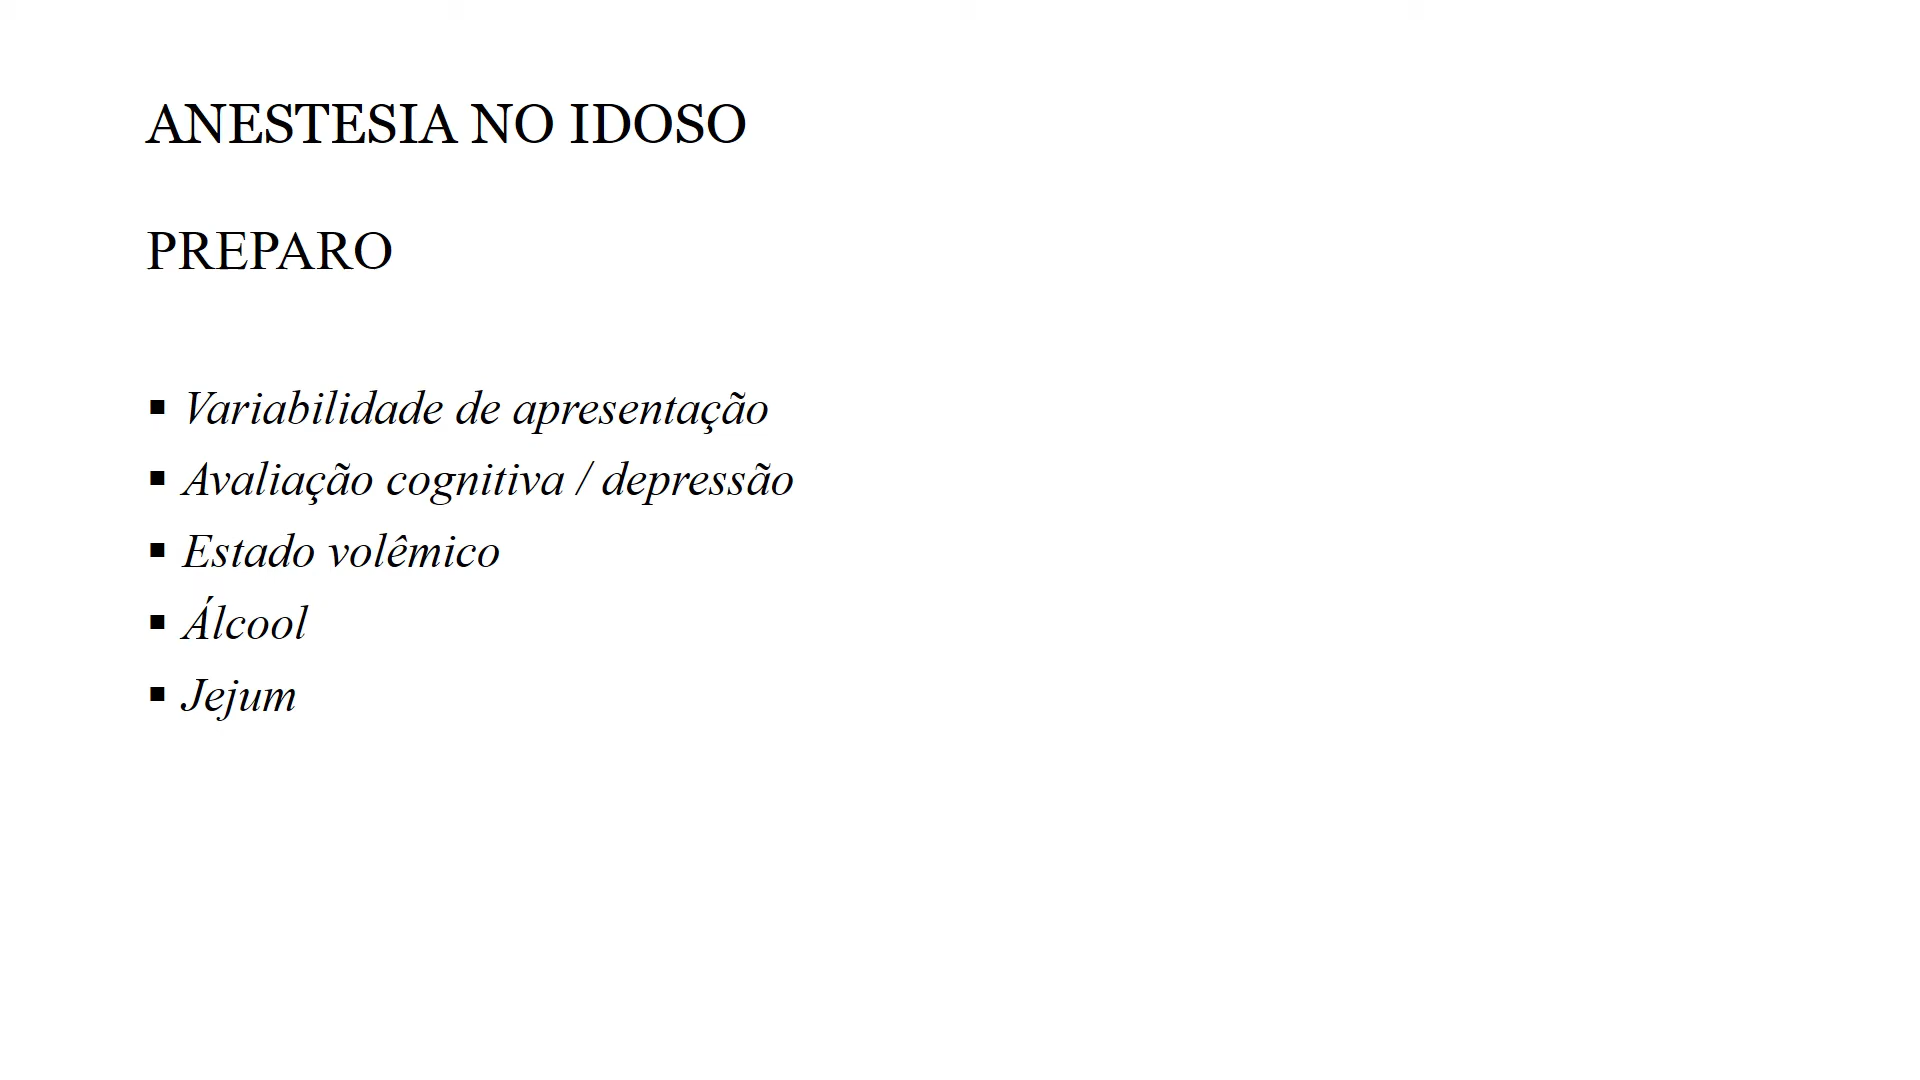 ANESTESIA NO IDOSO
PREPARO
▪ Variabilidade de apresentação
▪ Avaliação cognitiva / depressão
▪ Estado volêmico
▪ Álcool
▪ Jejum